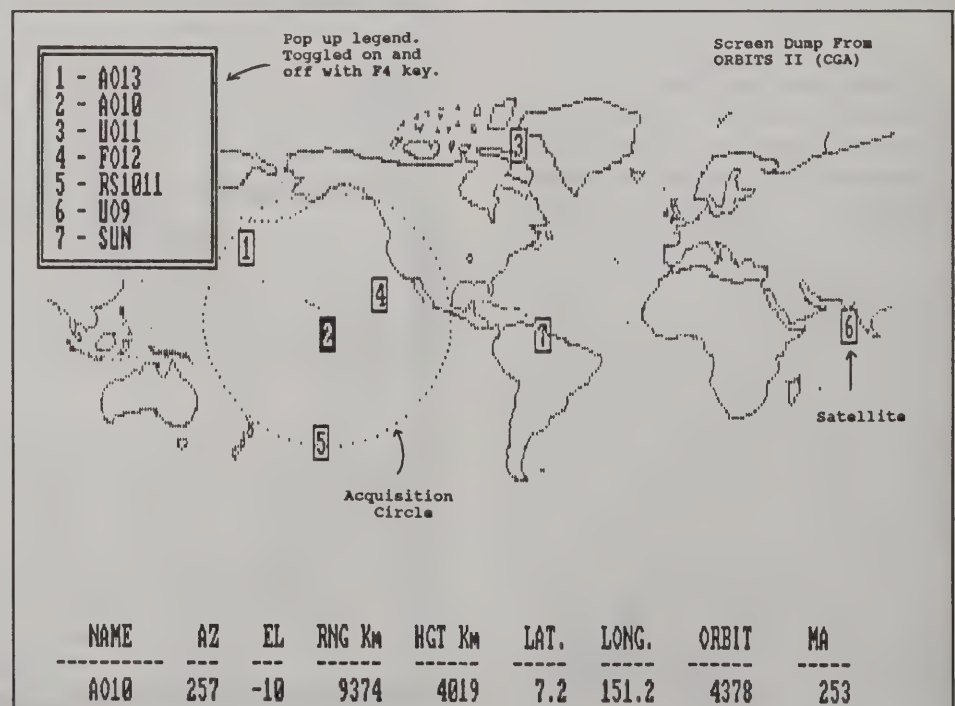 Pop up legend.
Toggled on and
off with F4 key.
Screen Dump From
ORBITS II (CGA)
1 - AO13
2 - AO10
3 - UO11
4 - FO12
5 - RS1011
6 - UO9
7 - SUN
3
1
4
2
7
6
5
Satellite
Acquisition
Circle
NAME AZ EL RNG Km HGT Km LAT. LONG. ORBIT MA
-------- --- --- ------ ------ ---- ----- ------ -----
AO10 257 -10 9374 4019 7.2 151.2 4378 253